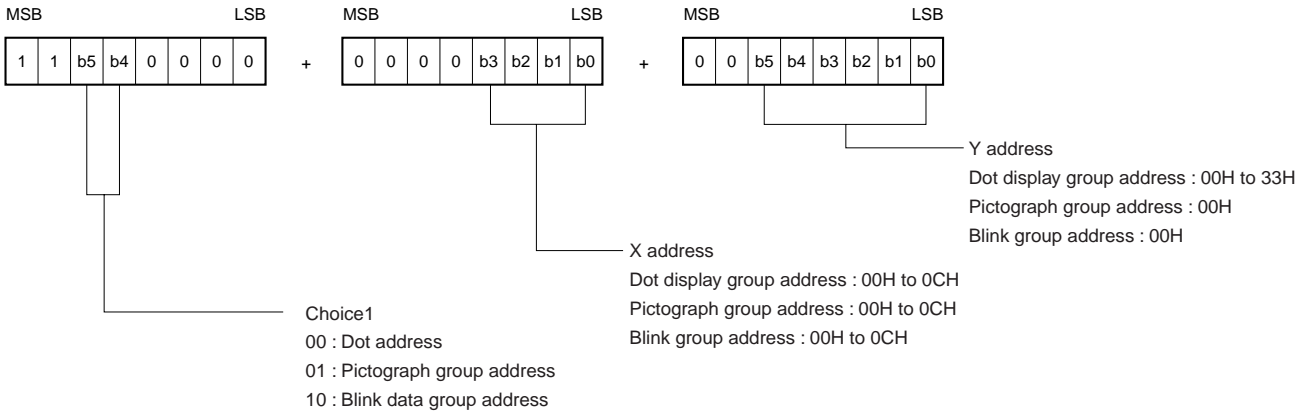 MSB LSB MSB LSB MSB LSB
1 1 b5 b4 0 0 0 0 + 0 0 0 0 b3 b2 b1 b0 + 0 0 b5 b4 b3 b2 b1 b0
Y address
Dot display group address : 00H to 33H
Pictograph group address : 00H
Blink group address : 00H
X address
Dot display group address : 00H to 0CH
Pictograph group address : 00H to 0CH
Blink group address : 00H to 0CH
Choice1
00 : Dot address
01 : Pictograph group address
10 : Blink data group address